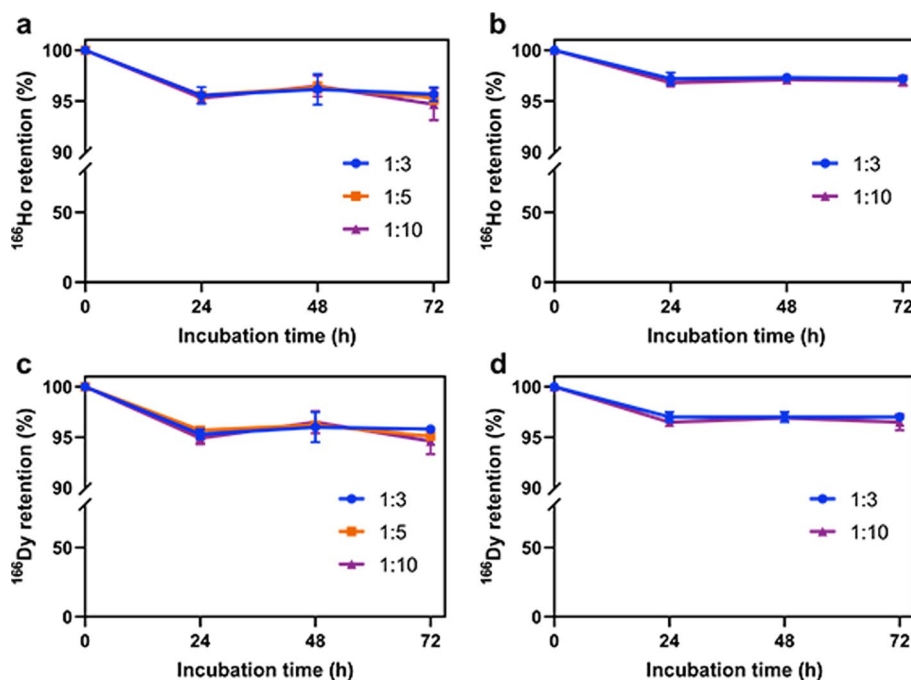 a
¹⁶⁶Ho retention (%)
100
95
90
50
0
1:3
1:5
1:10
0 24 48 72
Incubation time (h)
b
¹⁶⁶Ho retention (%)
100
95
90
50
0
1:3
1:10
0 24 48 72
Incubation time (h)
c
¹⁶⁶Dy retention (%)
100
95
90
50
0
1:3
1:5
1:10
0 24 48 72
Incubation time (h)
d
¹⁶⁶Dy retention (%)
100
95
90
50
0
1:3
1:10
0 24 48 72
Incubation time (h)